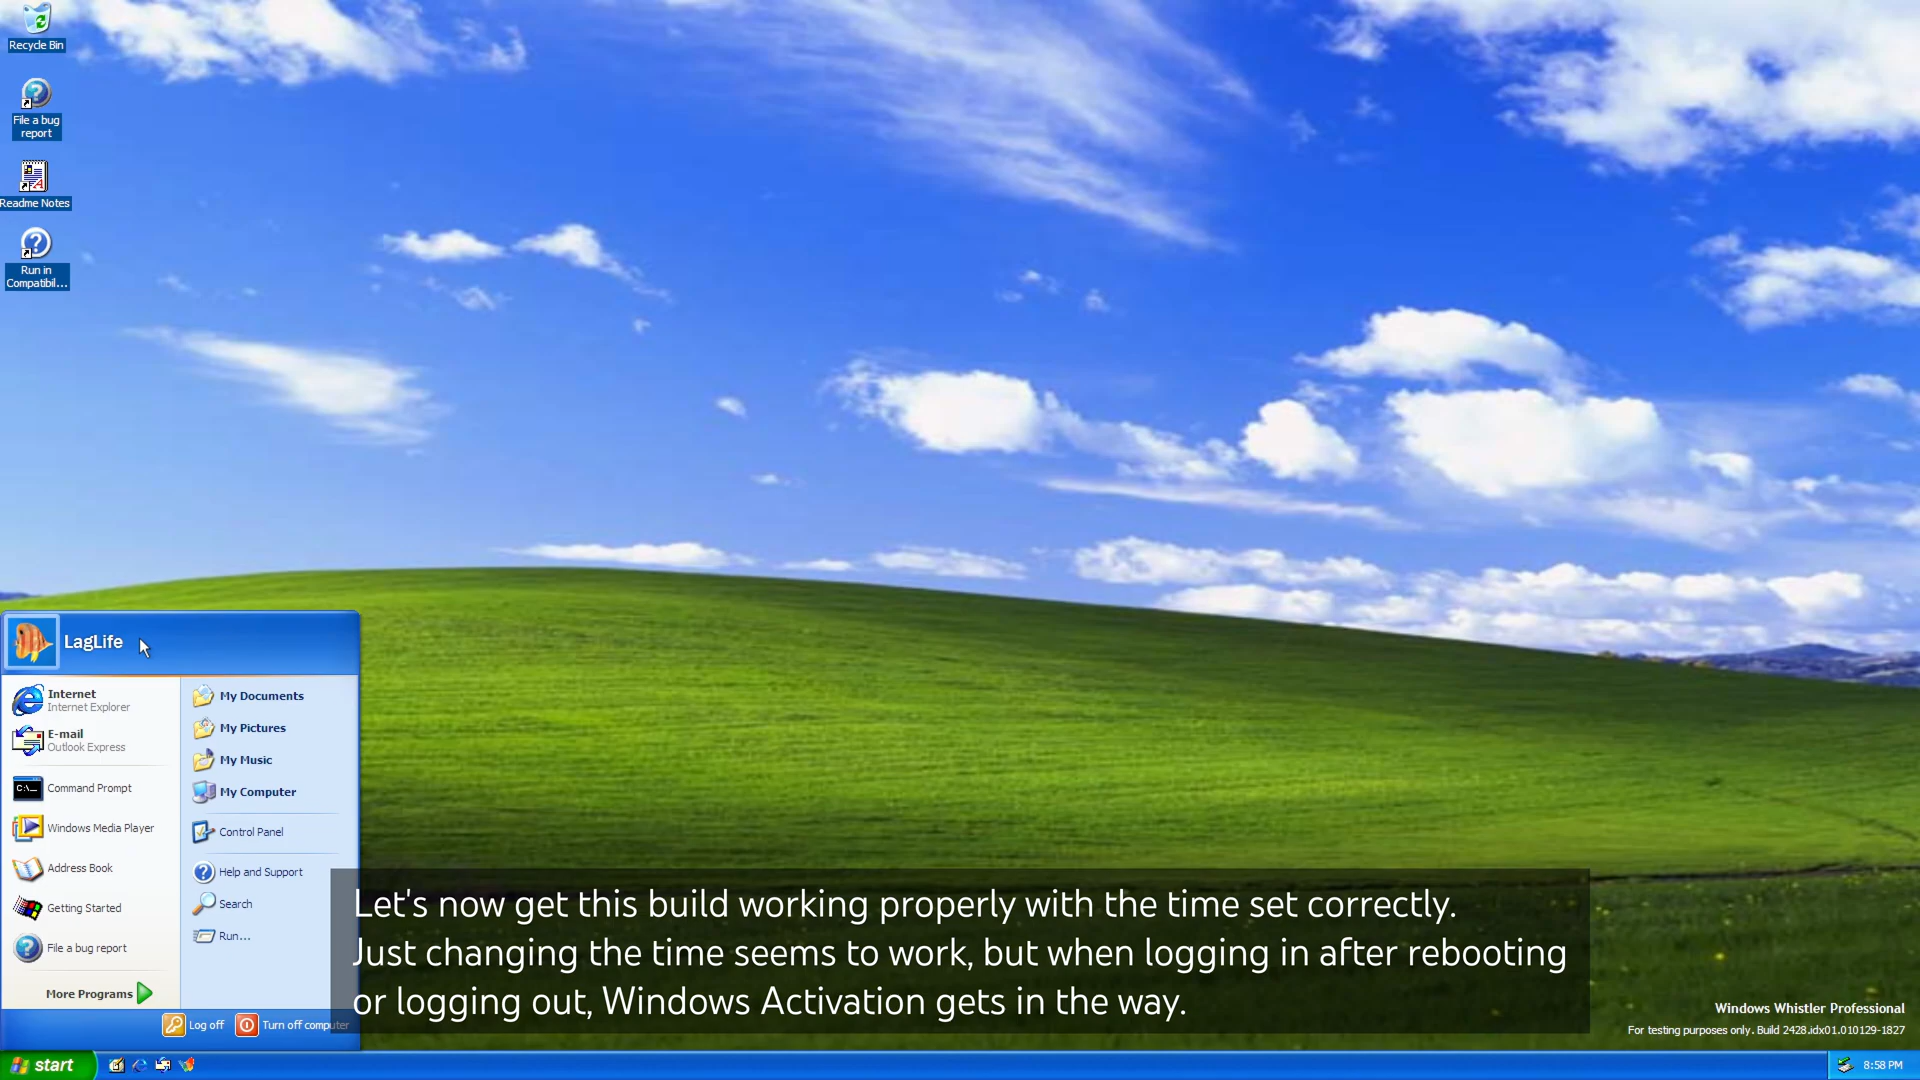 Recycle Bin
File a bug
report
Readme Notes
Run in
Compatibil...
LagLife
Internet
Internet Explorer
E-mail
Outlook Express
Command Prompt
Windows Media Player
Address Book
Getting Started
File a bug report
More Programs
My Documents
My Pictures
My Music
My Computer
Control Panel
Help and Support
Search
Run...
Log off
Turn off computer
Let's now get this build working properly with the time set correctly.
Just changing the time seems to work, but when logging in after rebooting
or logging out, Windows Activation gets in the way.
Windows Whistler Professional
For testing purposes only. Build 2428.idx01.010129-1827
start
8:58 PM